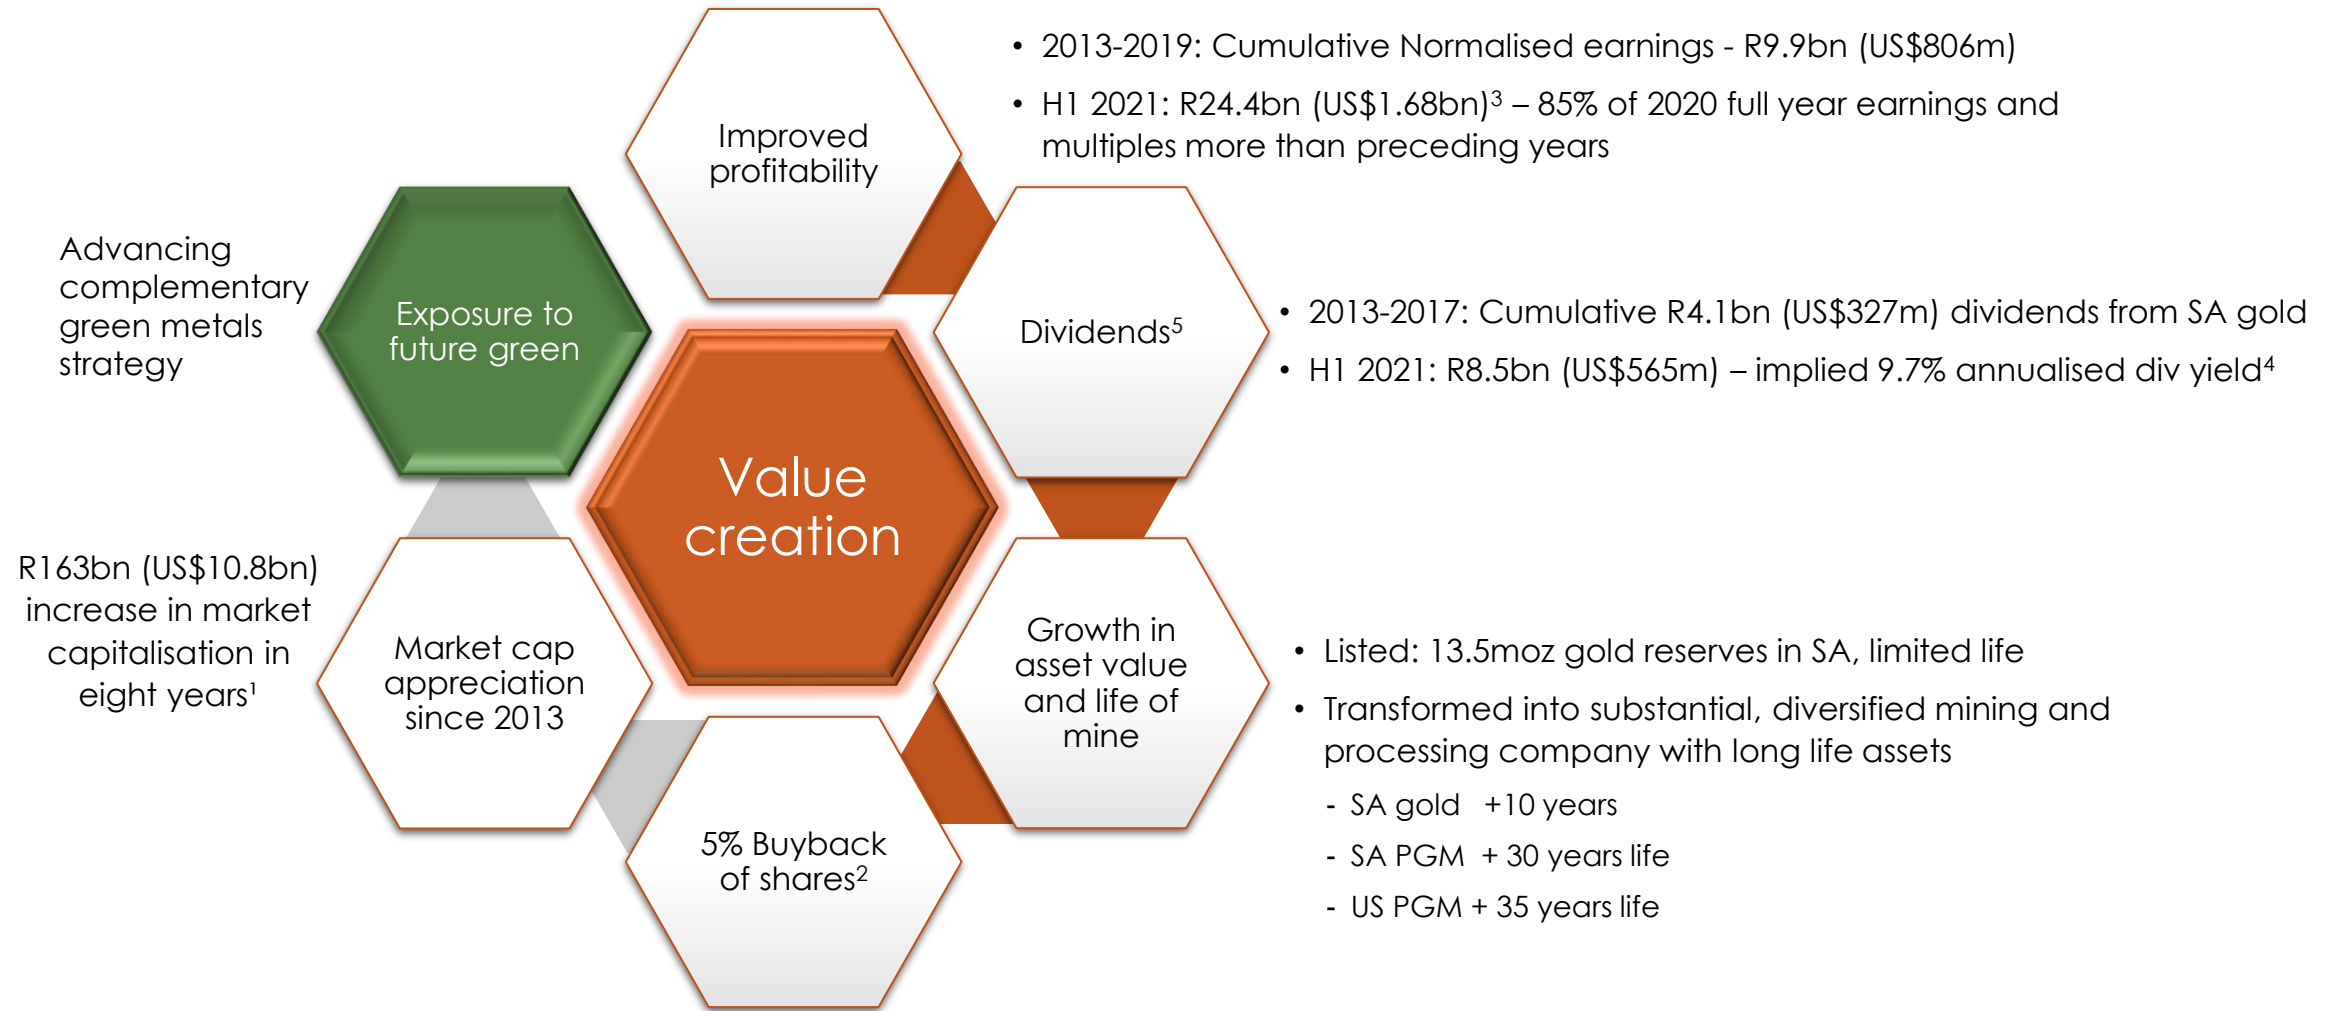 Improved
profitability
• 2013-2019: Cumulative Normalised earnings - R9.9bn (US$806m)
• H1 2021: R24.4bn (US$1.68bn)³ – 85% of 2020 full year earnings and
multiples more than preceding years
Dividends⁵
• 2013-2017: Cumulative R4.1bn (US$327m) dividends from SA gold
• H1 2021: R8.5bn (US$565m) – implied 9.7% annualised div yield⁴
Advancing
complementary
green metals
strategy
Exposure to
future green
Value
creation
Growth in
asset value
and life of
mine
• Listed: 13.5moz gold reserves in SA, limited life
• Transformed into substantial, diversified mining and
processing company with long life assets
- SA gold +10 years
- SA PGM + 30 years life
- US PGM + 35 years life
R163bn (US$10.8bn)
increase in market
capitalisation in
eight years¹
Market cap
appreciation
since 2013
5% Buyback
of shares²